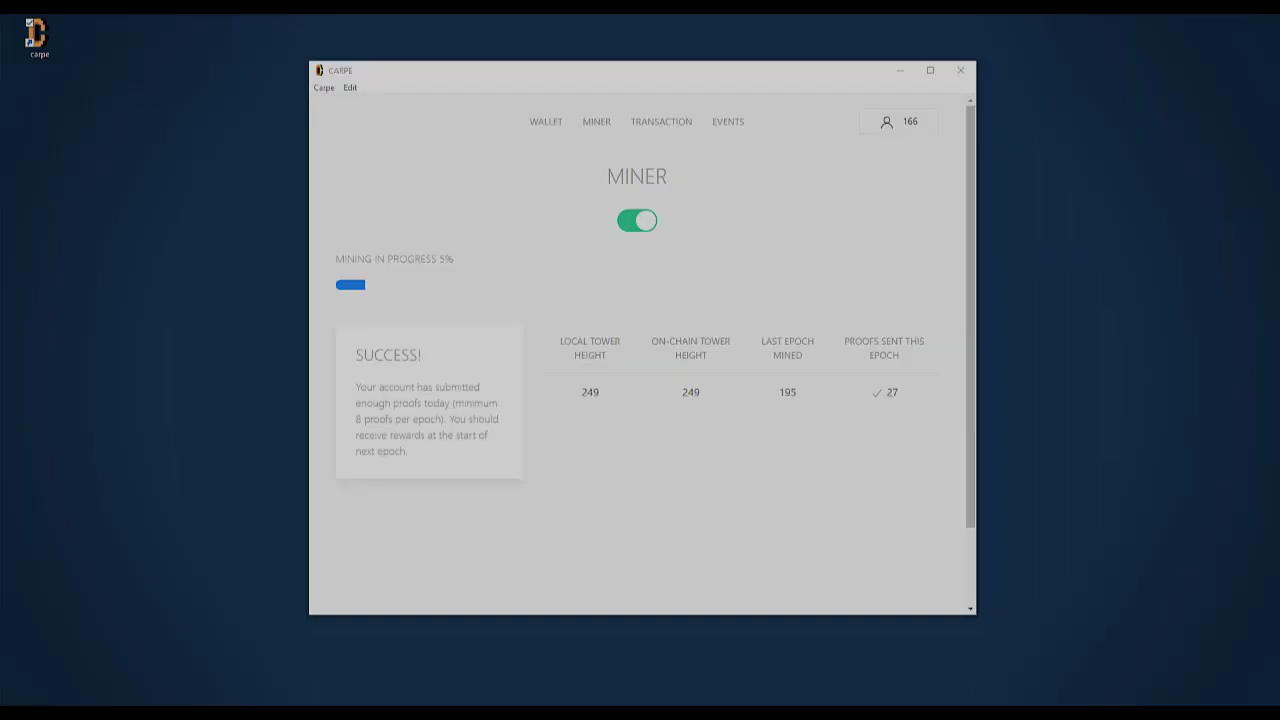 carpe
CARPE
Carpe Edit
WALLET MINER TRANSACTION EVENTS 166
MINER
MINING IN PROGRESS 5%
SUCCESS!
Your account has submitted
enough proofs today (minimum
8 proofs per epoch). You should
receive rewards at the start of
next epoch.
LOCAL TOWER HEIGHT
ON-CHAIN TOWER HEIGHT
LAST EPOCH MINED
PROOFS SENT THIS EPOCH
249 249 195 27